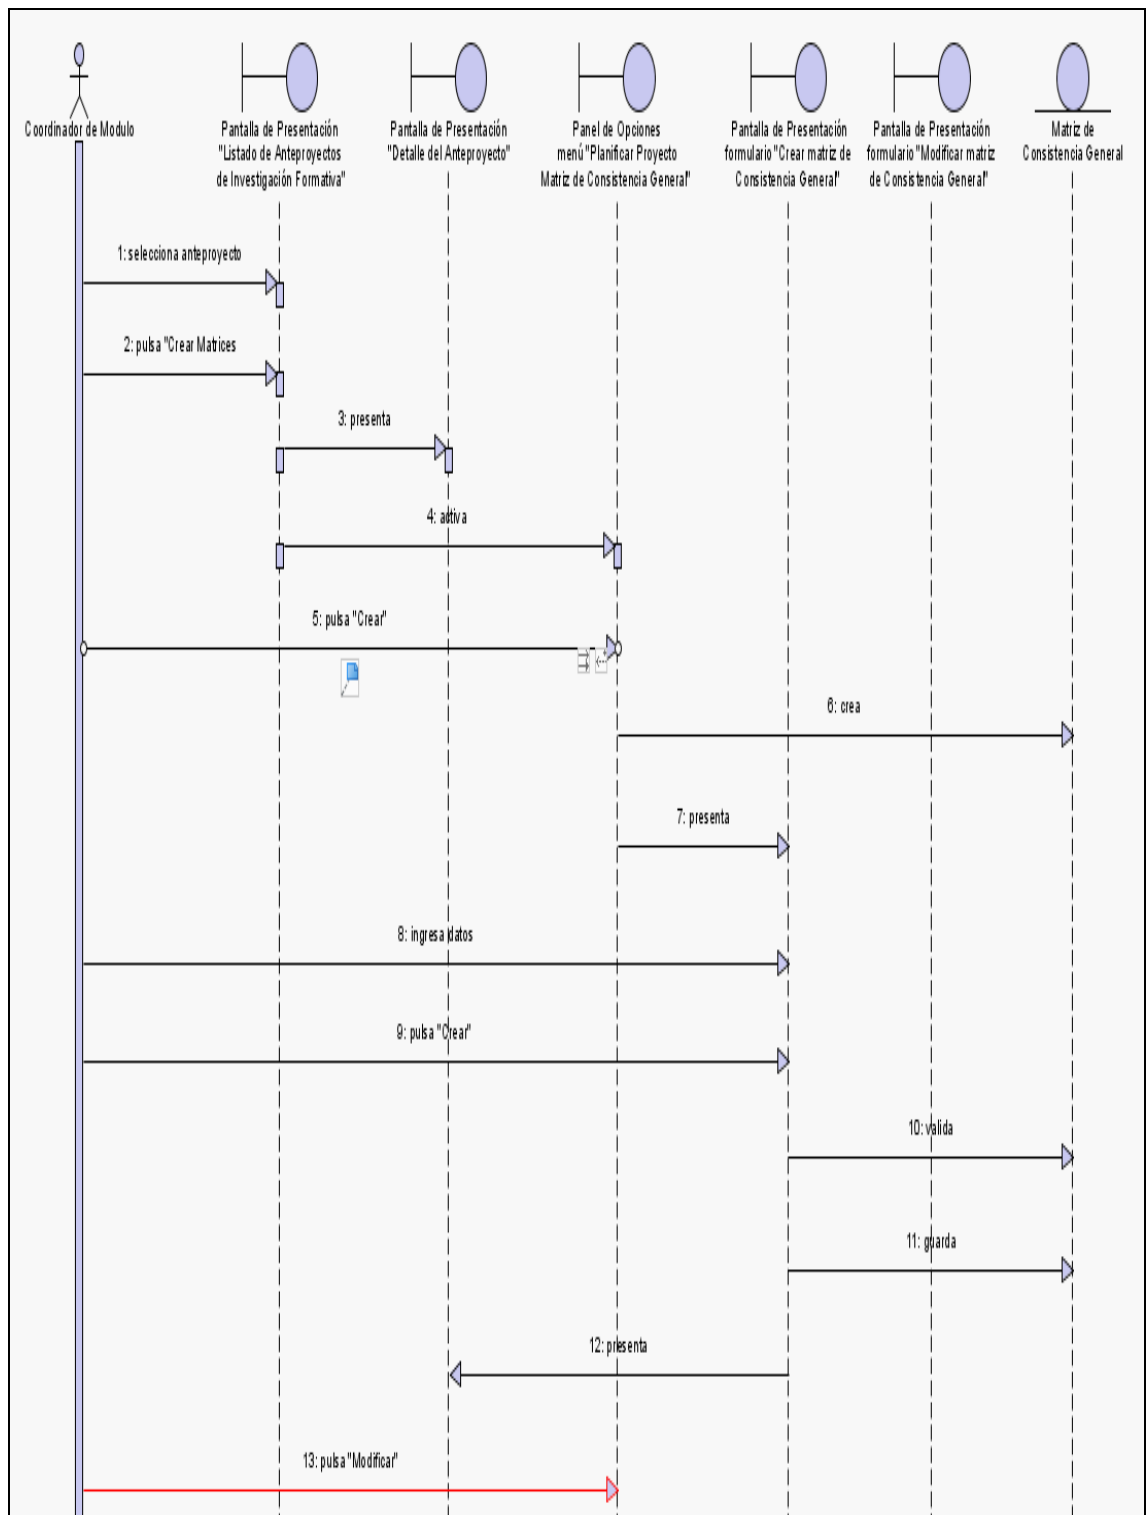 Coordinador de Modulo
Pantalla de Presentación
"Listado de Anteproyectos
de Investigación Formativa"
Pantalla de Presentación
"Detalle del Anteproyecto"
Panel de Opciones
menú "Planificar Proyecto
Matriz de Consistencia General"
Pantalla de Presentación
formulario "Crear matriz de
Consistencia General"
Pantalla de Presentación
formulario "Modificar matriz
de Consistencia General"
Matriz de
Consistencia General
1: selecciona anteproyecto
2: pulsa "Crear Matrices
3: presenta
4: activa
5: pulsa "Crear"
6: crea
7: presenta
8: ingresa datos
9: pulsa "Crear"
10: valida
11: guarda
12: presenta
13: pulsa "Modificar"